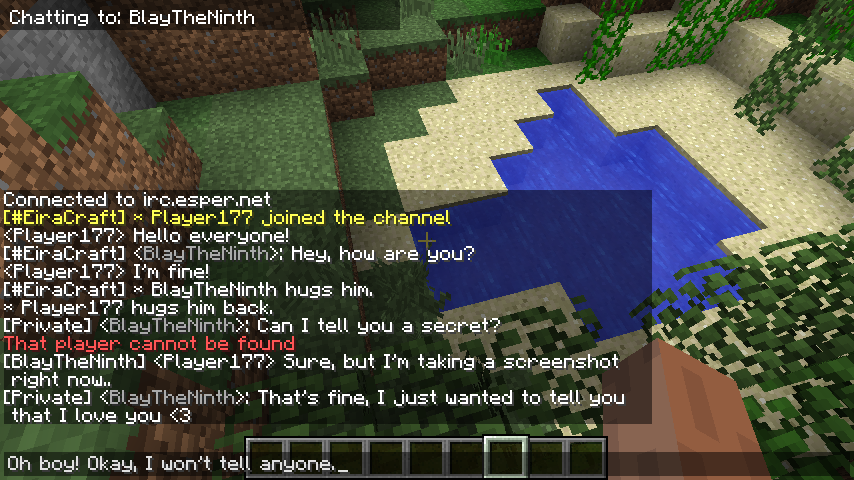 Chatting to: BlayTheNinth
Connected to irc.esper.net
[#EiraCraft] * Player177 joined the channel
<Player177> Hello everyone!
[#EiraCraft] <BlayTheNinth>: Hey, how are you?
<Player177> I'm fine!
[#EiraCraft] * BlayTheNinth hugs him.
* Player177 hugs him back.
[Private] <BlayTheNinth>: Can I tell you a secret?
That player cannot be found
[BlayTheNinth] <Player177> Sure, but I'm taking a screenshot
right now..
[Private] <BlayTheNinth>: That's fine, I just wanted to tell you
that I love you <3
Oh boy! Okay, I won't tell anyone._